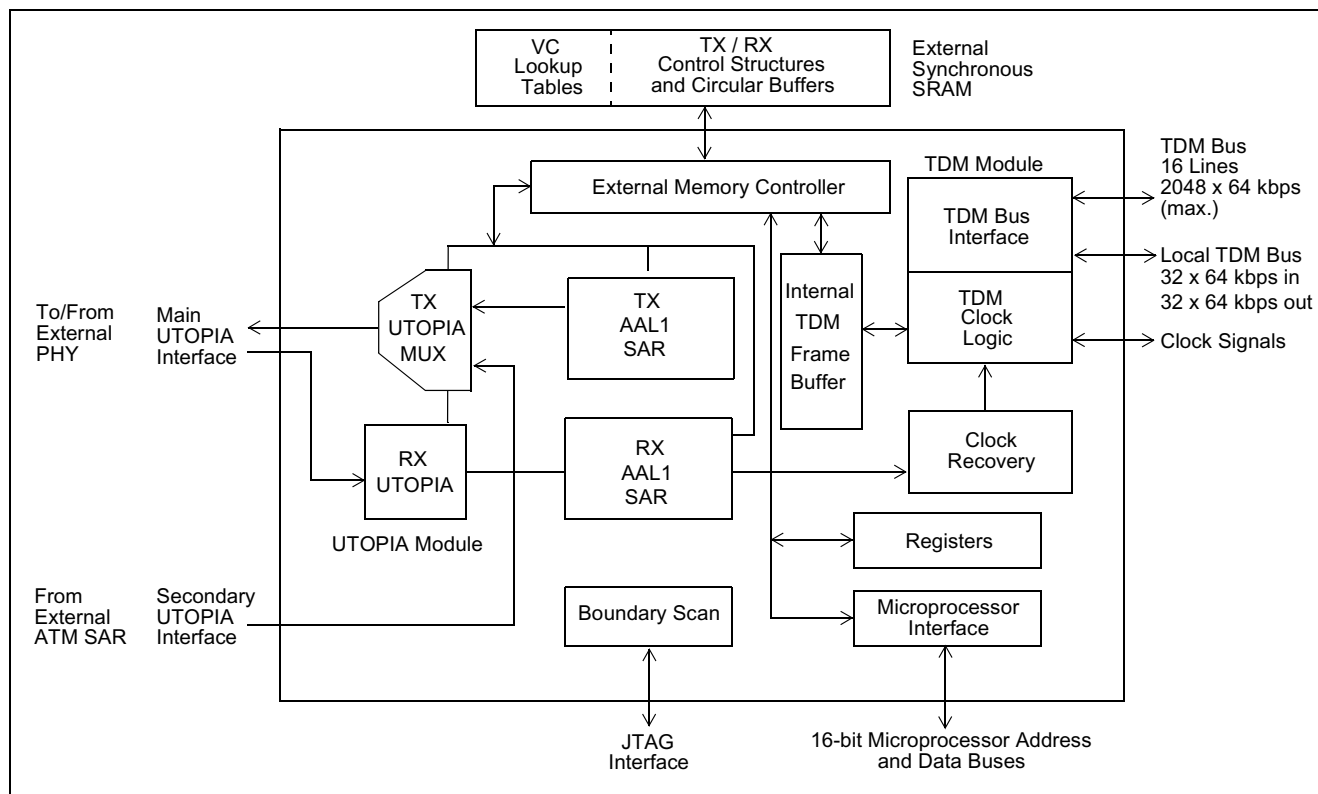 VC
Lookup
Tables
TX / RX
Control Structures
and Circular Buffers
External
Synchronous
SRAM
External Memory Controller
TDM Module
TDM Bus
Interface
TDM
Clock
Logic
TDM Bus
16 Lines
2048 x 64 kbps
(max.)
Local TDM Bus
32 x 64 kbps in
32 x 64 kbps out
Clock Signals
To/From
External
PHY
Main
UTOPIA
Interface
TX
UTOPIA
MUX
TX
AAL1
SAR
Internal
TDM
Frame
Buffer
RX
UTOPIA
UTOPIA Module
RX
AAL1
SAR
Clock
Recovery
Registers
From
External
ATM SAR
Secondary
UTOPIA
Interface
Boundary Scan
Microprocessor
Interface
JTAG
Interface
16-bit Microprocessor Address
and Data Buses